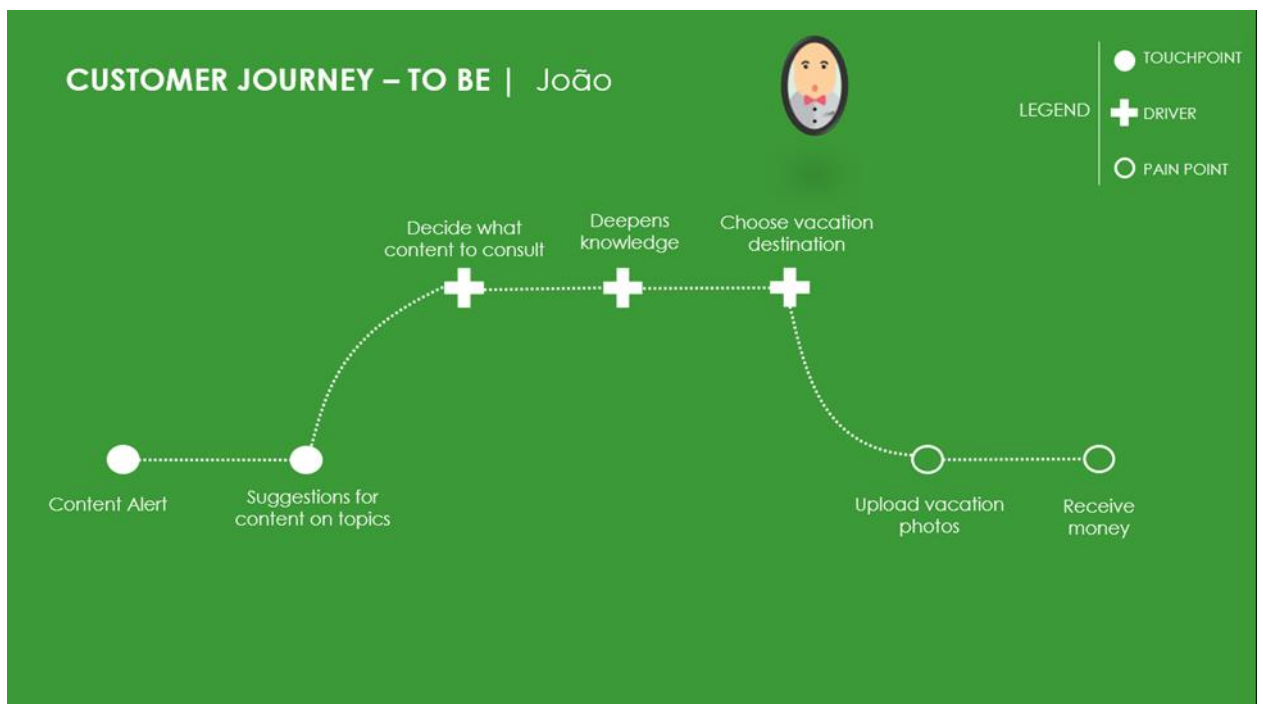 CUSTOMER JOURNEY – TO BE | João
LEGEND
TOUCHPOINT
DRIVER
PAIN POINT
Decide what
content to consult
Deepens
knowledge
Choose vacation
destination
Content Alert
Suggestions for
content on topics
Upload vacation
photos
Receive
money